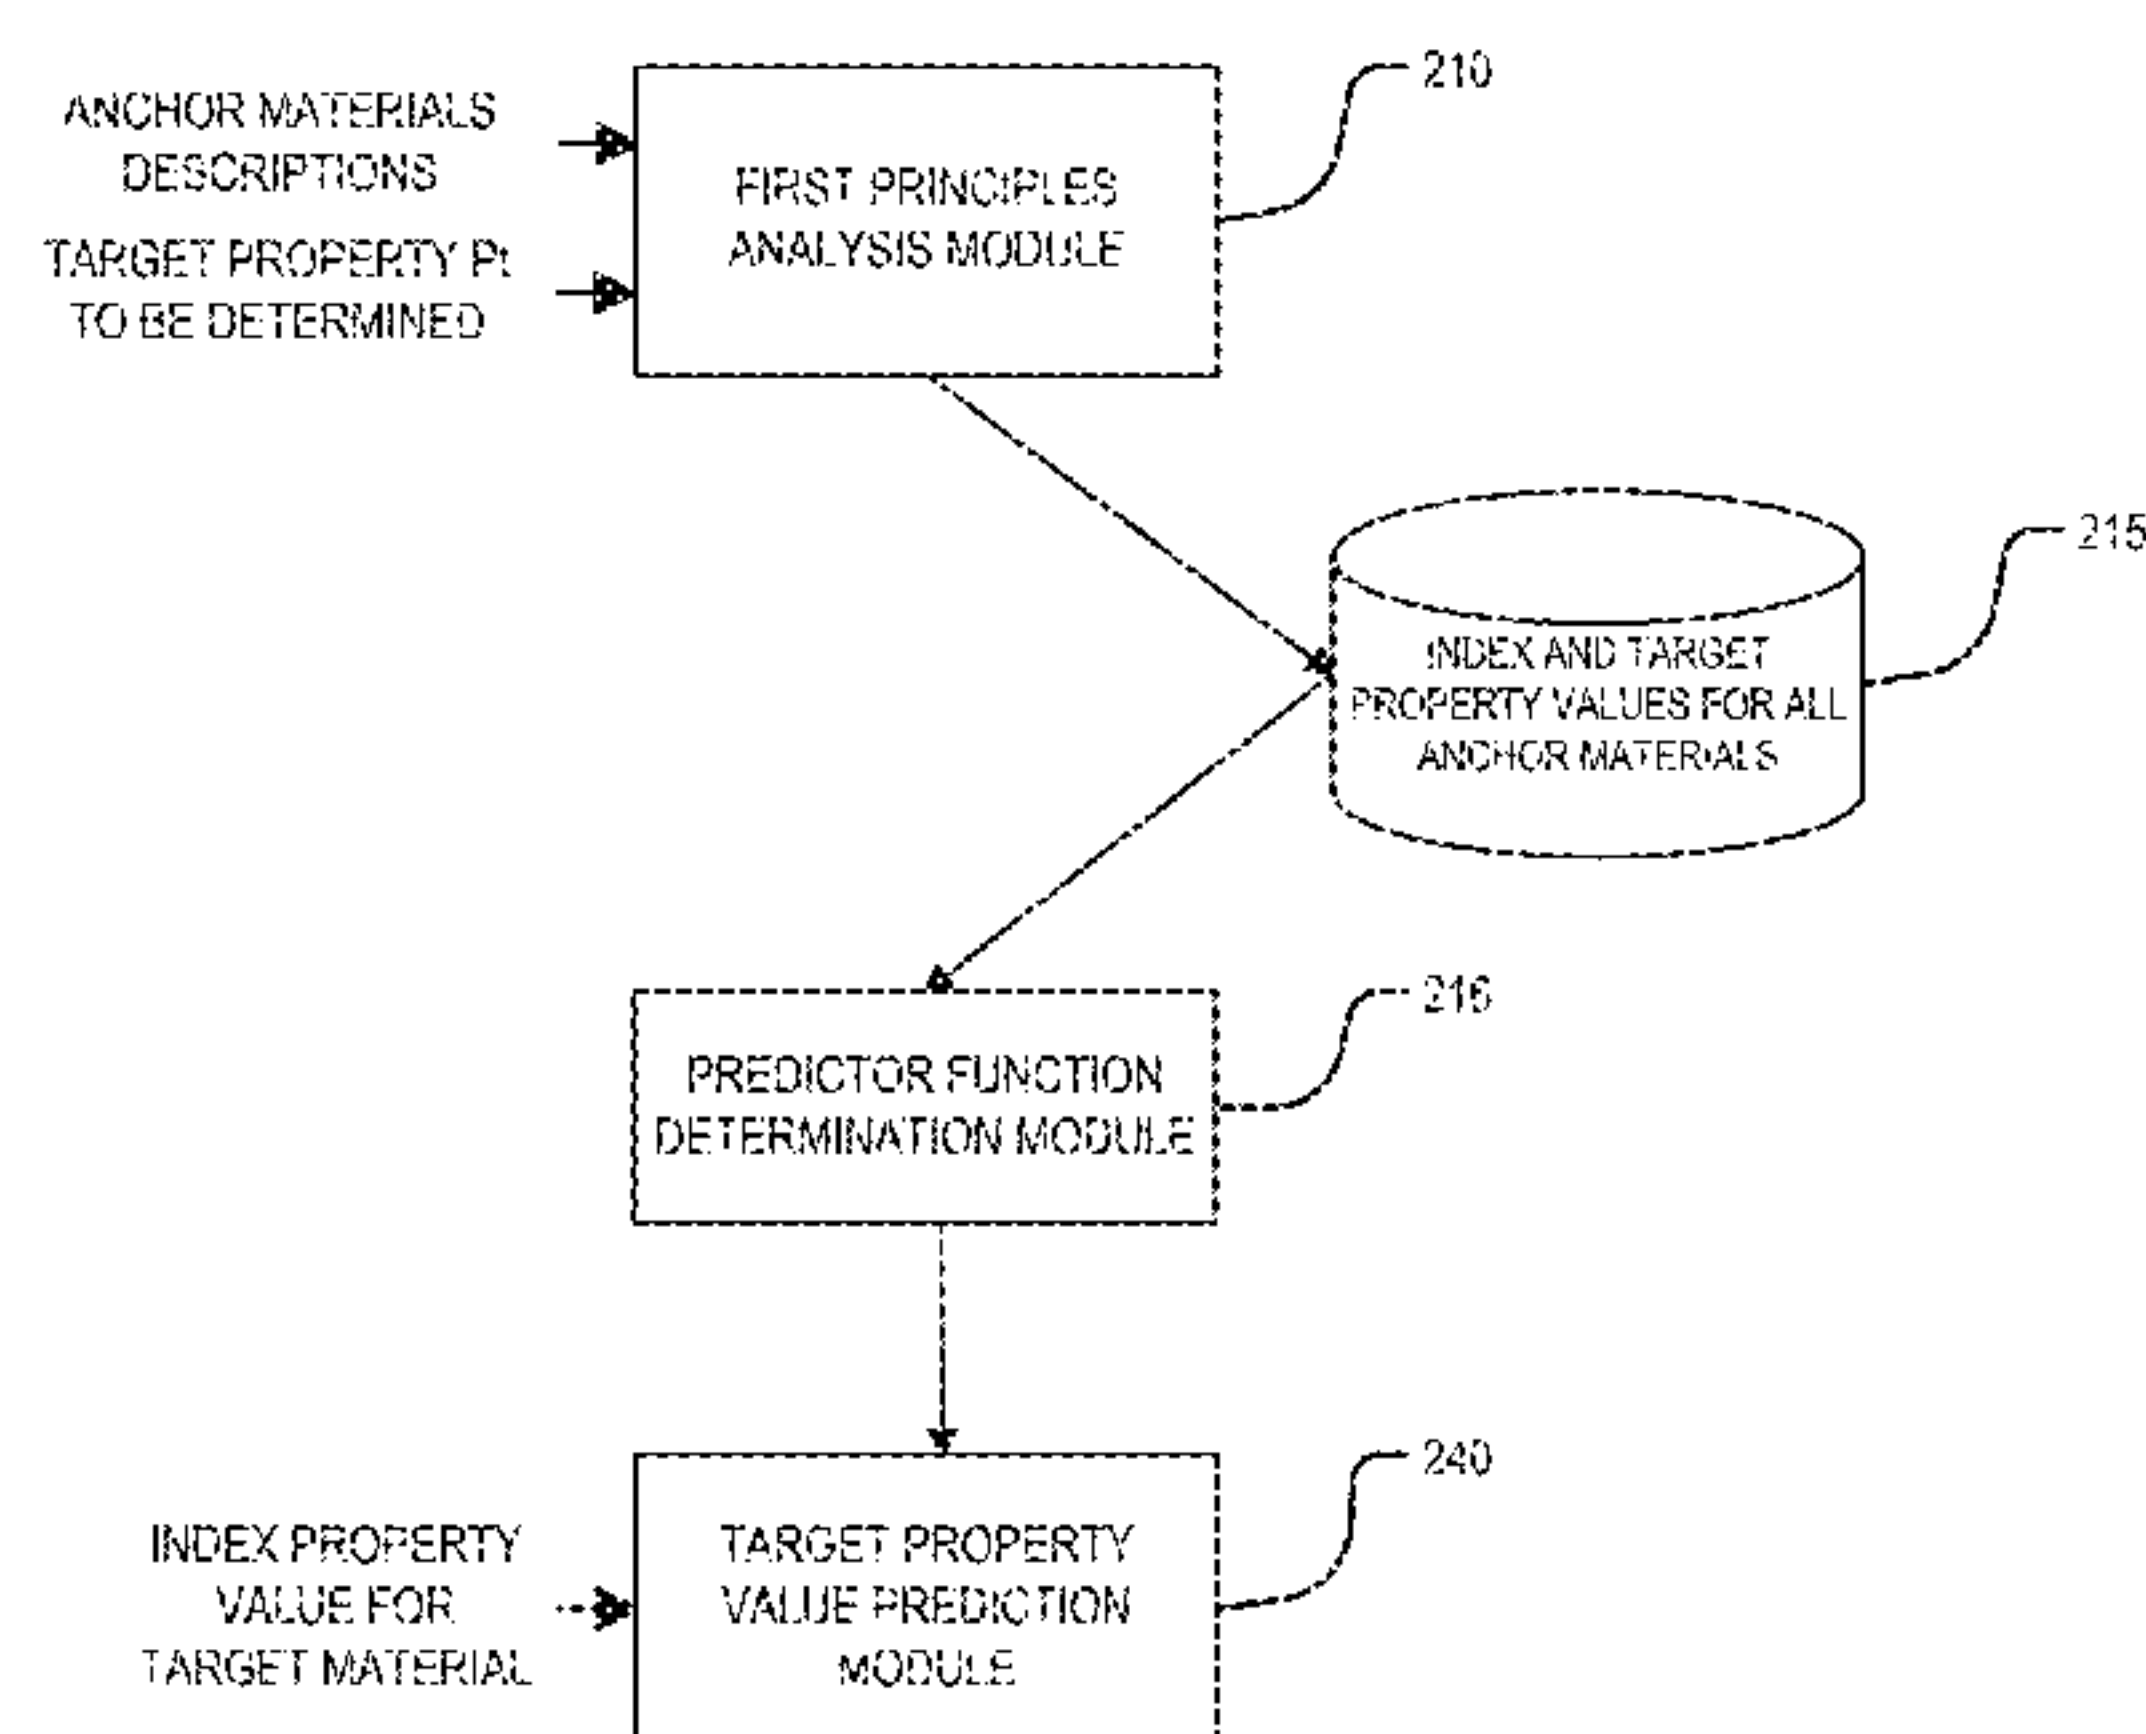 ANCHOR MATERIALS
DESCRIPTIONS
TARGET PROPERTY Pt
TO BE DETERMINED
FIRST PRINCIPLES
ANALYSIS MODULE
210
215
INDEX AND TARGET
PROPERTY VALUES FOR ALL
ANCHOR MATERIALS
216
PREDICTOR FUNCTION
DETERMINATION MODULE
240
INDEX PROPERTY
VALUE FOR
TARGET MATERIAL
TARGET PROPERTY
VALUE PREDICTION
MODULE